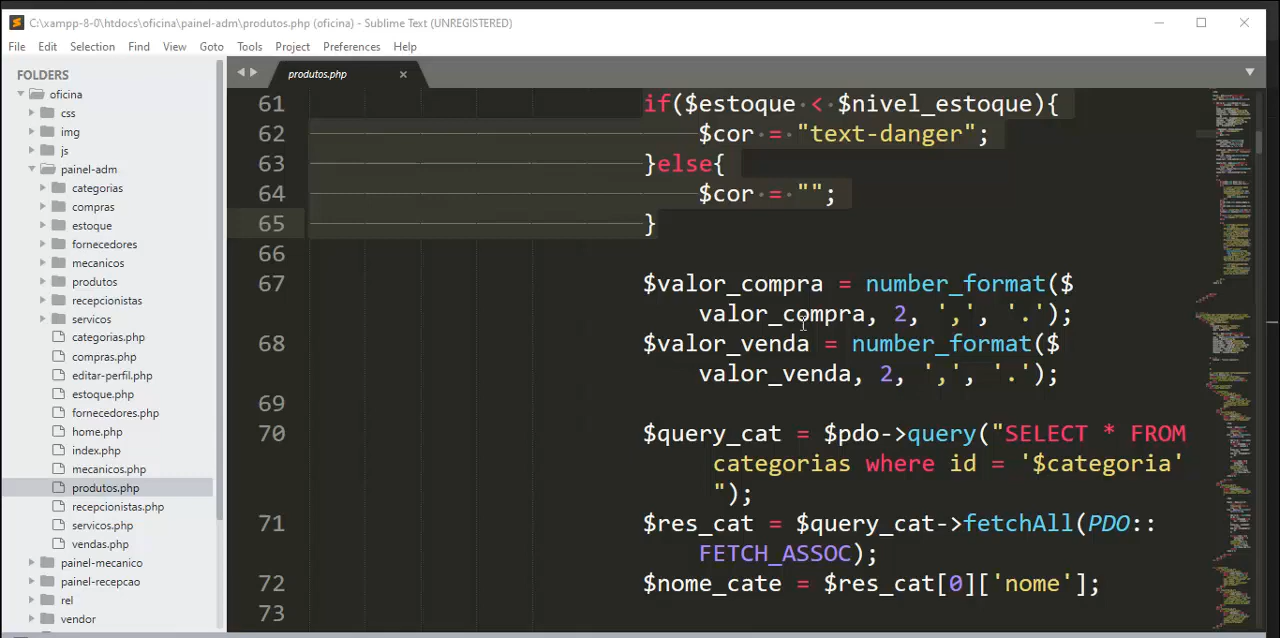 C:\xampp-8-0\htdocs\oficina\painel-adm\produtos.php (oficina) - Sublime Text (UNREGISTERED)
File Edit Selection Find View Goto Tools Project Preferences Help
FOLDERS
oficina
css
img
js
painel-adm
categorias
compras
estoque
fornecedores
mecanicos
produtos
recepcionistas
servicos
categorias.php
compras.php
editar-perfil.php
estoque.php
fornecedores.php
home.php
index.php
mecanicos.php
produtos.php
recepcionistas.php
servicos.php
vendas.php
painel-mecanico
painel-recepcao
rel
vendor
produtos.php
61 if($estoque < $nivel_estoque){
62 $cor = "text-danger";
63 }else{
64 $cor = "";
65 }
66
67 $valor_compra = number_format($
valor_compra, 2, ',', '.');
68 $valor_venda = number_format($
valor_venda, 2, ',', '.');
69
70 $query_cat = $pdo->query("SELECT * FROM
categorias where id = '$categoria'
");
71 $res_cat = $query_cat->fetchAll(PDO::
FETCH_ASSOC);
72 $nome_cate = $res_cat[0]['nome'];
73